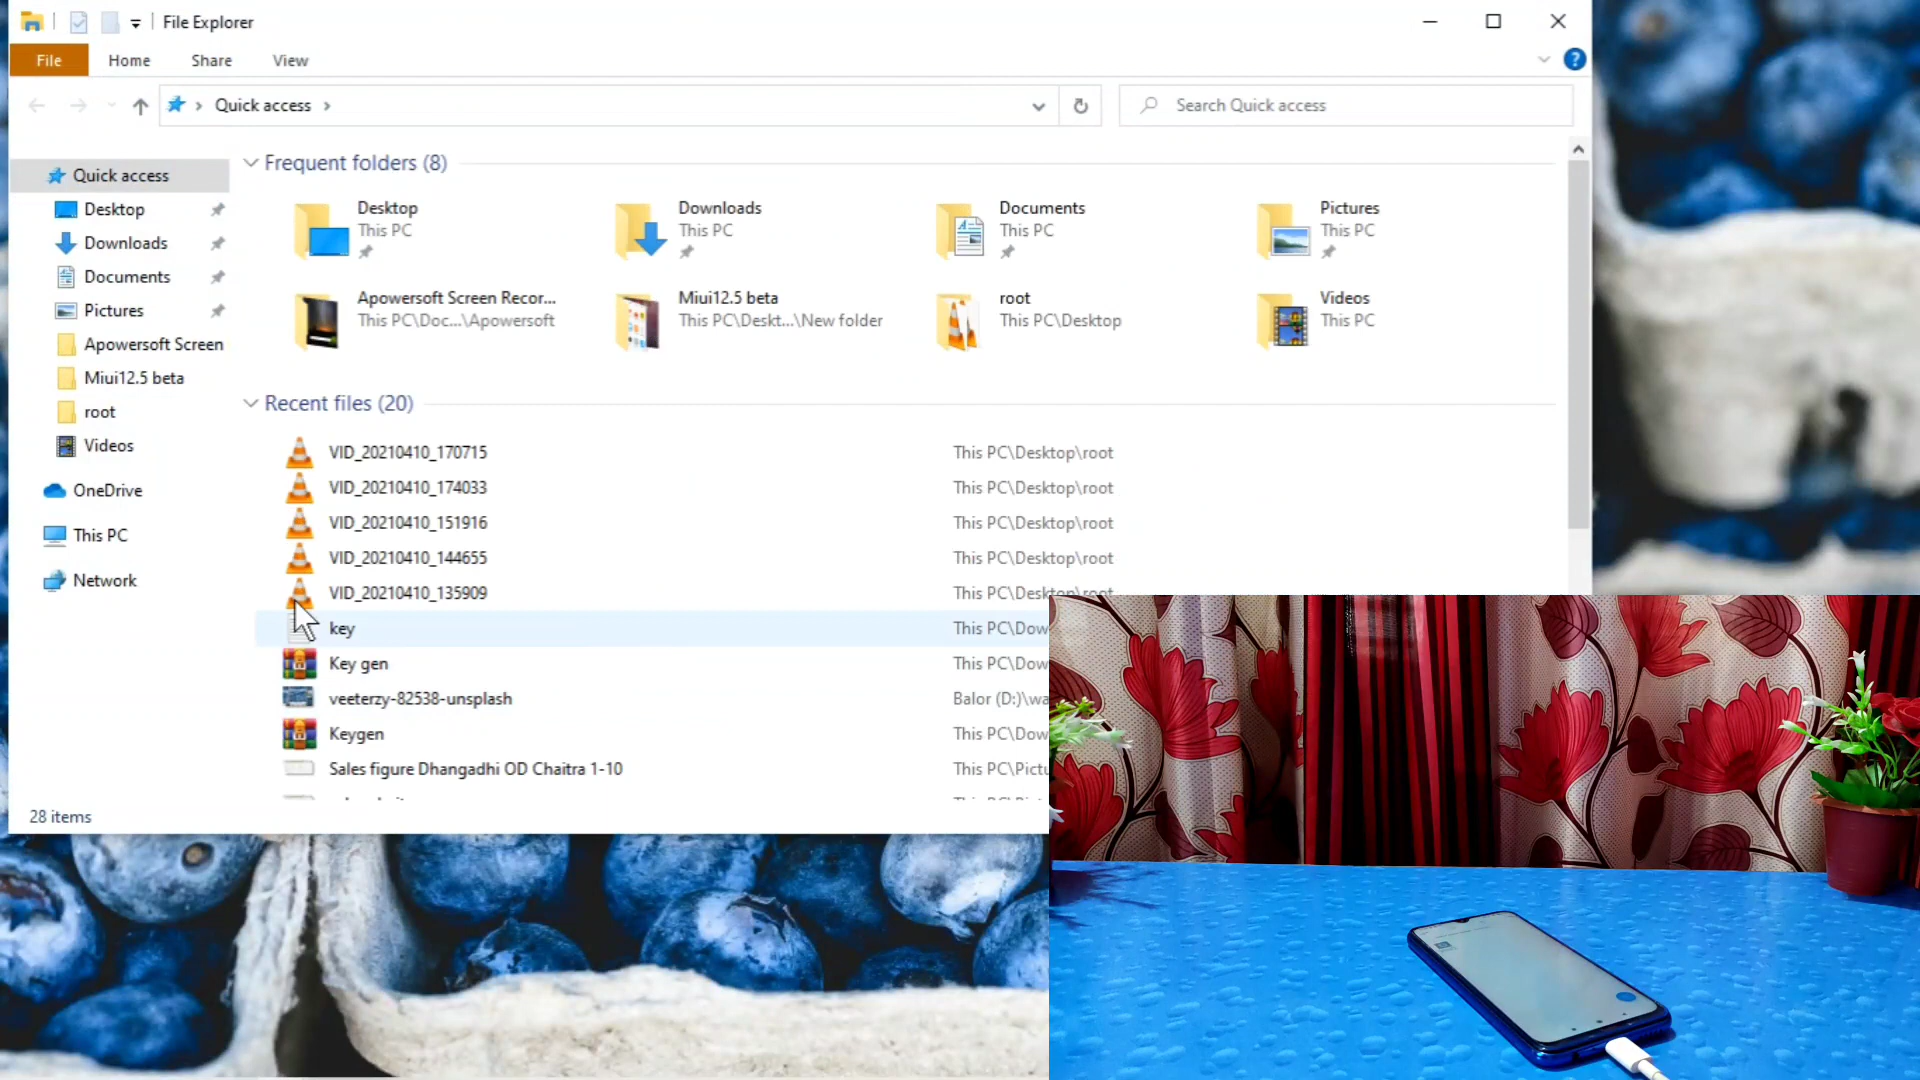 File Explorer
File Home Share View
Quick access
Search Quick access
Quick access
Desktop
Downloads
Documents
Pictures
Apowersoft Screen
Miui12.5 beta
root
Videos
OneDrive
This PC
Network
Frequent folders (8)
Desktop
This PC
Downloads
This PC
Documents
This PC
Pictures
This PC
Apowersoft Screen Recor...
This PC\Doc...\Apowersoft
Miui12.5 beta
This PC\Deskt...\New folder
root
This PC\Desktop
Videos
This PC
Recent files (20)
VID_20210410_170715 This PC\Desktop\root
VID_20210410_174033 This PC\Desktop\root
VID_20210410_151916 This PC\Desktop\root
VID_20210410_144655 This PC\Desktop\root
VID_20210410_135909 This PC\Desktop\root
key This PC\Dow
Key gen This PC\Dow
veeterzy-82538-unsplash Balor (D:)\wa
Keygen This PC\Dow
Sales figure Dhangadhi OD Chaitra 1-10 This PC\Pictu
28 items